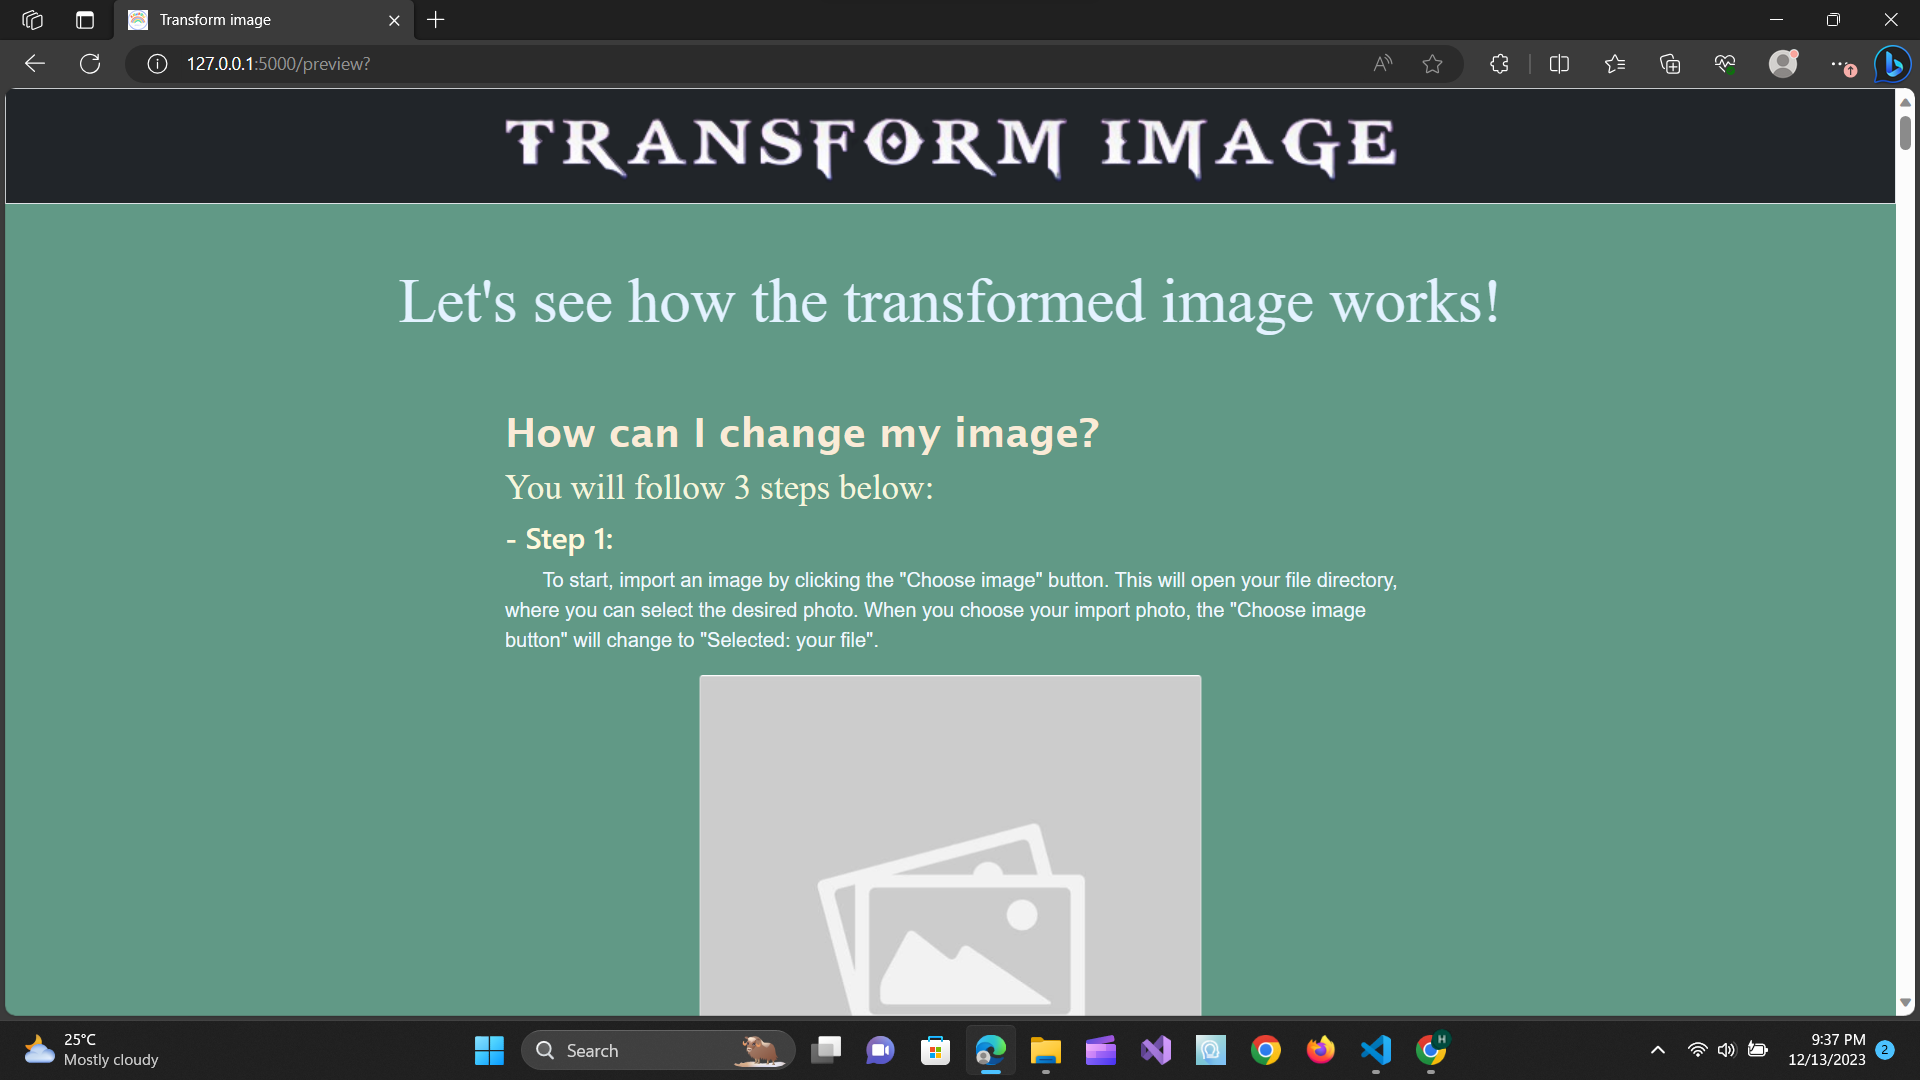 Transform image
127.0.0.1:5000/preview?
TRANSFORM IMAGE
Let's see how the transformed image works!
How can I change my image?
You will follow 3 steps below:
- Step 1:
To start, import an image by clicking the "Choose image" button. This will open your file directory,
where you can select the desired photo. When you choose your import photo, the "Choose image
button" will change to "Selected: your file".
25°C
Mostly cloudy
Search
H
9:37 PM
12/13/2023
2